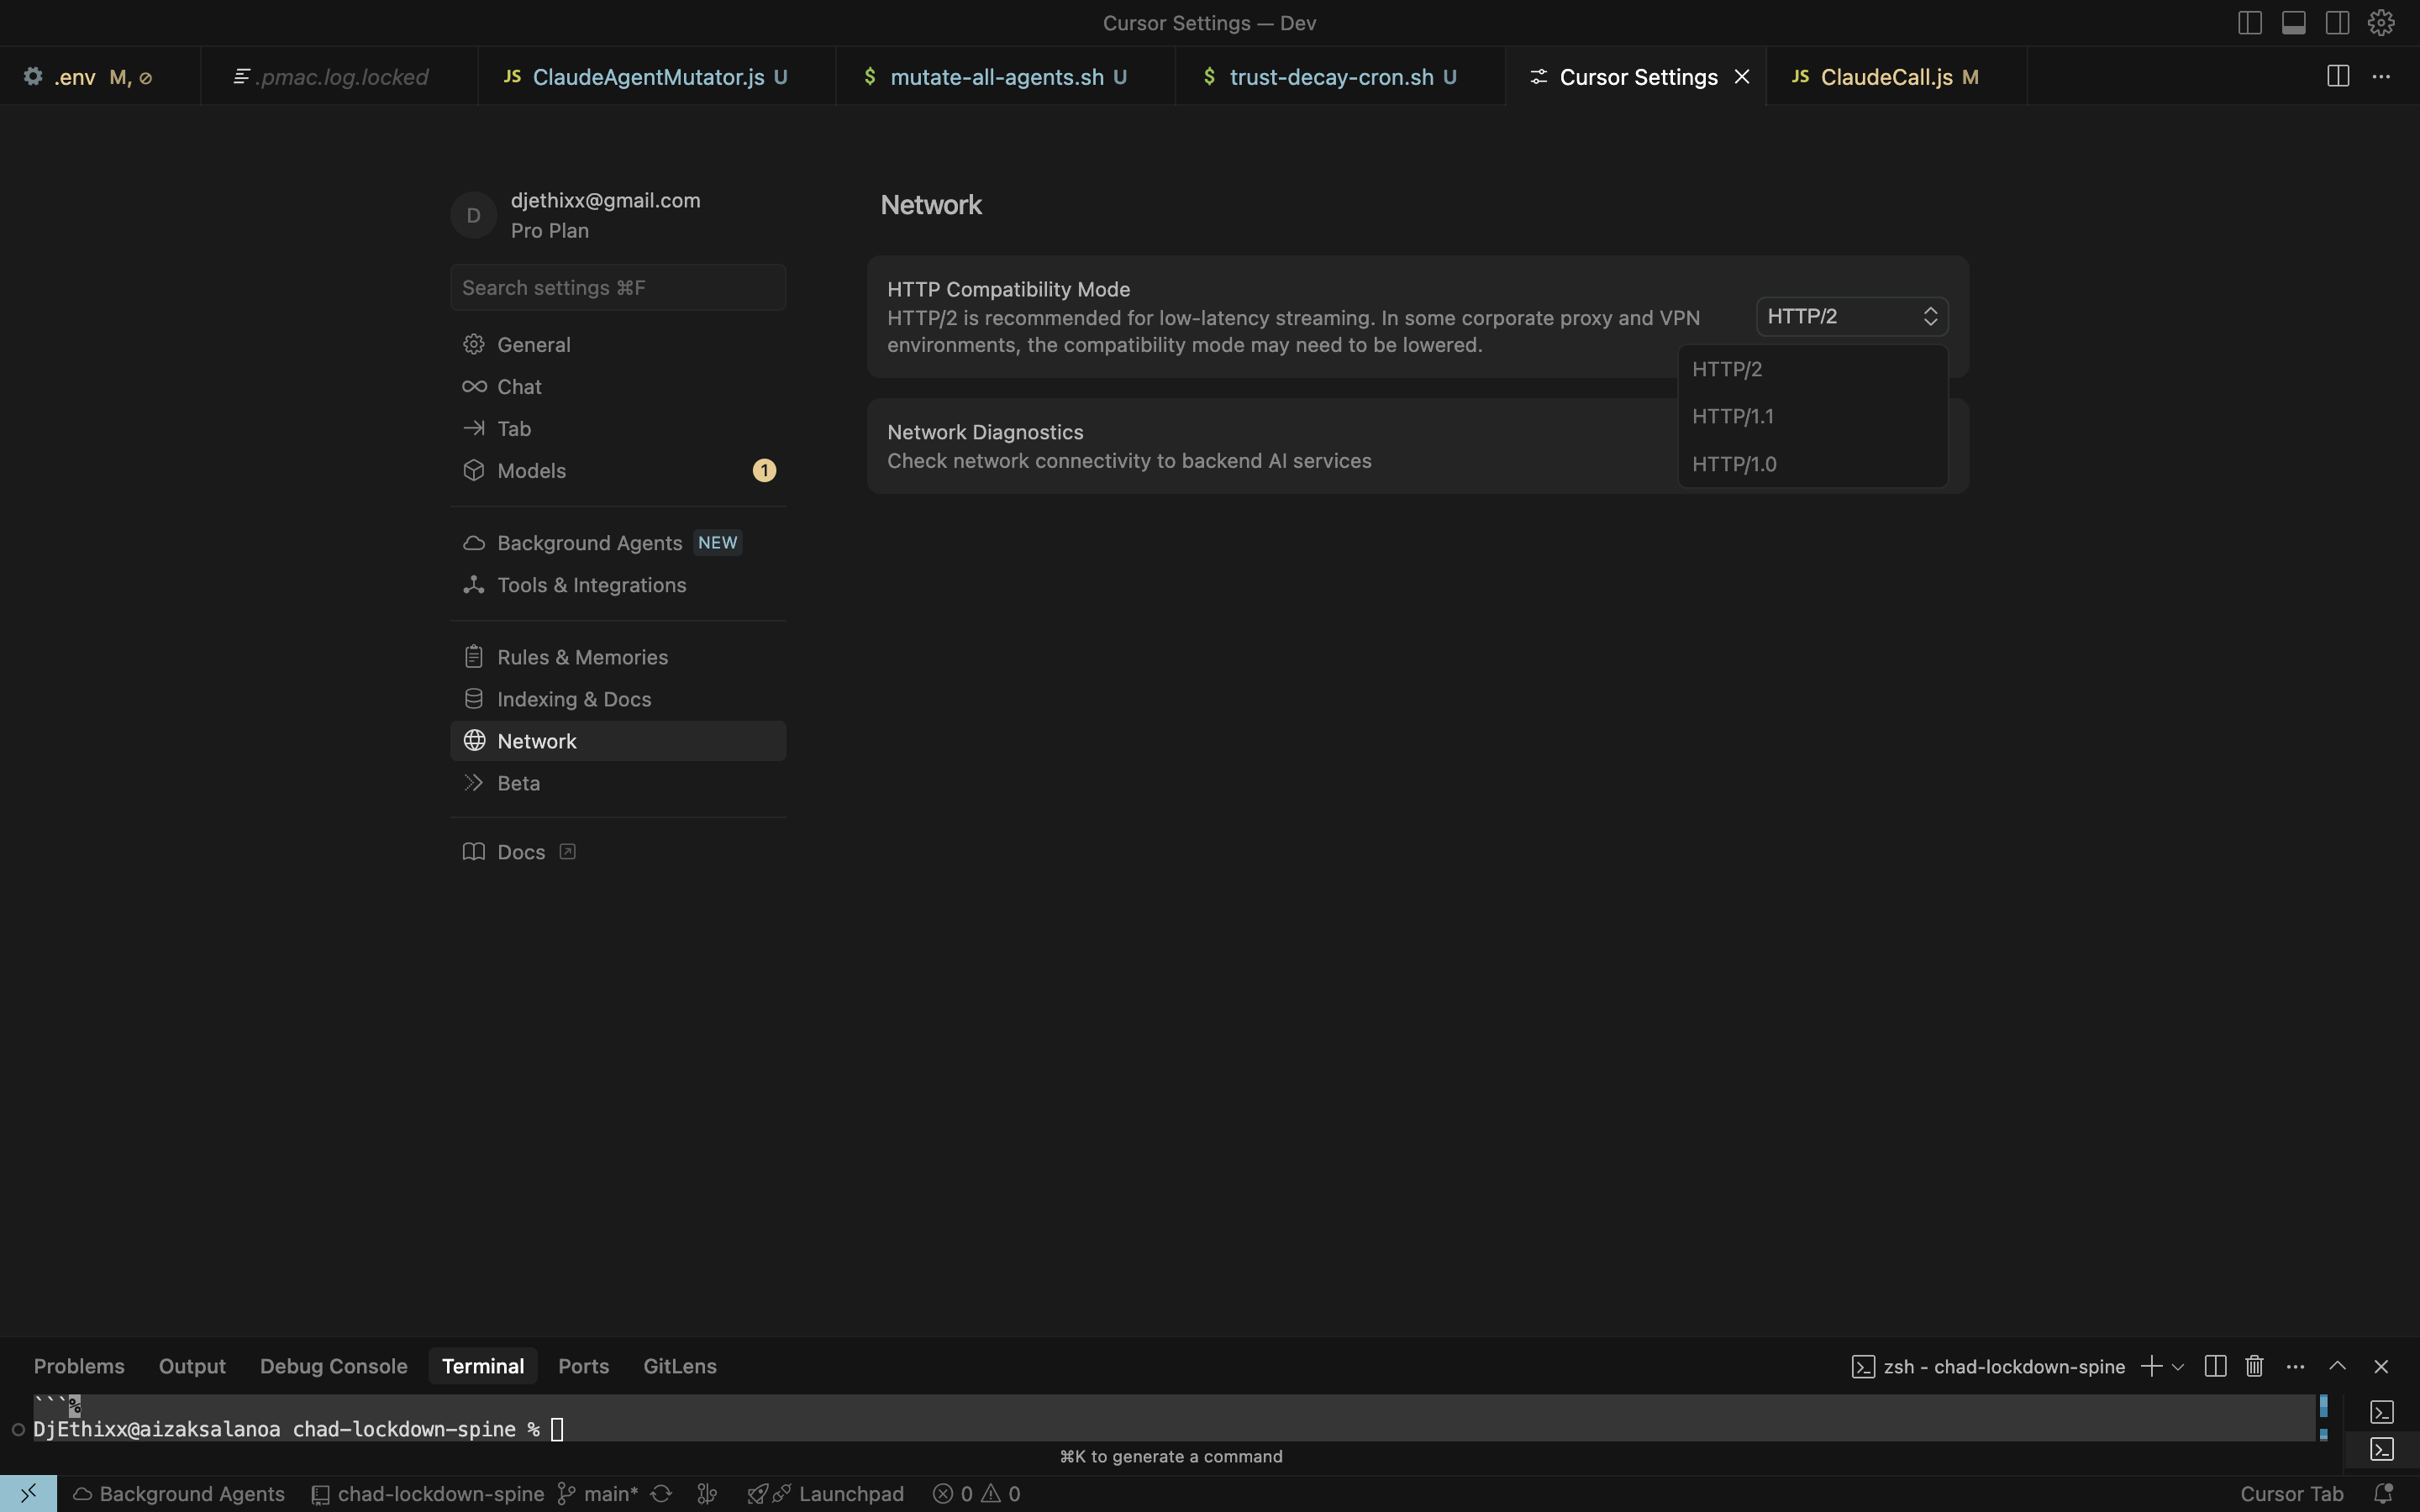 Cursor Settings — Dev
.env M, ⊘
.pmac.log.locked
JS ClaudeAgentMutator.js U
$ mutate-all-agents.sh U
$ trust-decay-cron.sh U
Cursor Settings
JS ClaudeCall.js M
D
djethixx@gmail.com
Pro Plan
Search settings ⌘F
General
Chat
Tab
Models 1
Background Agents NEW
Tools & Integrations
Rules & Memories
Indexing & Docs
Network
Beta
Docs
Network
HTTP Compatibility Mode
HTTP/2 is recommended for low-latency streaming. In some corporate proxy and VPN
environments, the compatibility mode may need to be lowered.
HTTP/2
HTTP/2
HTTP/1.1
HTTP/1.0
Network Diagnostics
Check network connectivity to backend AI services
Problems Output Debug Console Terminal Ports GitLens
zsh - chad-lockdown-spine
```%
DjEthixx@aizaksalanoa chad-lockdown-spine %
⌘K to generate a command
Background Agents chad-lockdown-spine main* Launchpad 0 0 Cursor Tab